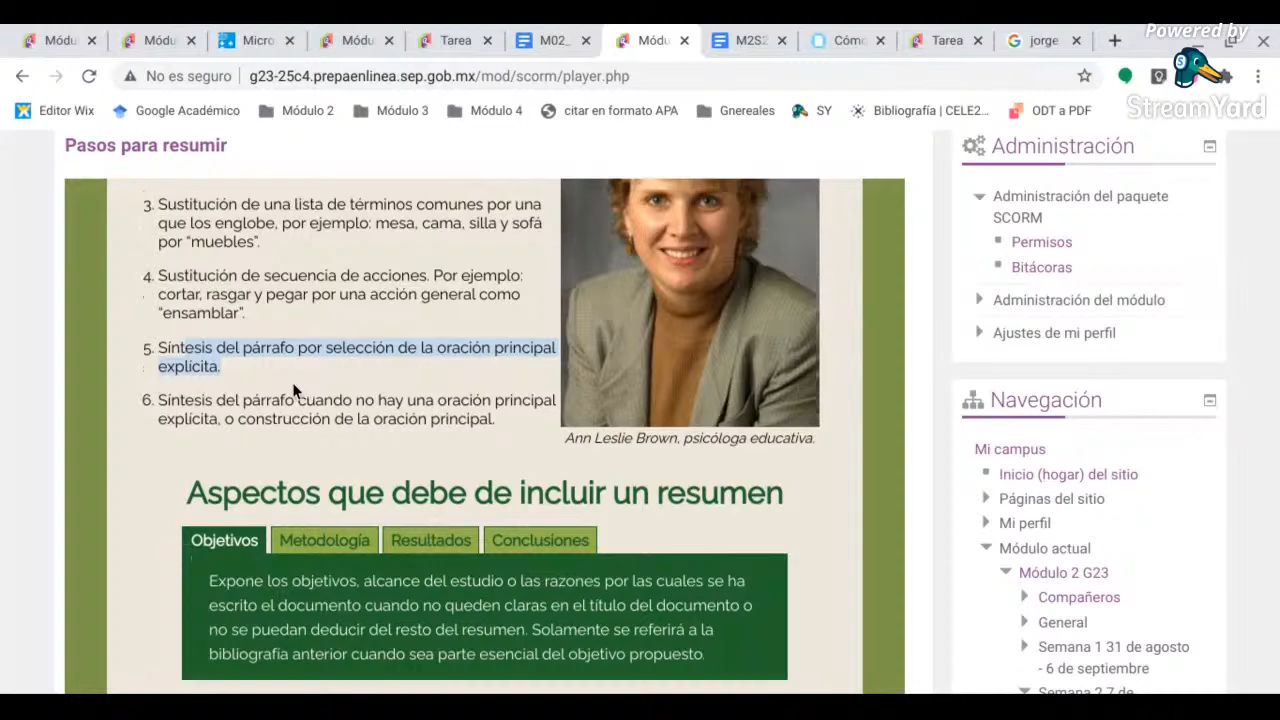 Powered by
StreamYard
Módu
Módu
Micro
Módu
Tarea
M02_
Módu
M2S2
Cómo
Tarea
jorge
No es seguro
g23-25c4.prepaenlinea.sep.gob.mx/mod/scorm/player.php
Editor Wix
Google Académico
Módulo 2
Módulo 3
Módulo 4
citar en formato APA
Gnereales
SY
Bibliografía | CELE2...
ODT a PDF
Pasos para resumir
3. Sustitución de una lista de términos comunes por una
que los englobe, por ejemplo: mesa, cama, silla y sofá
por “muebles”.
4. Sustitución de secuencia de acciones. Por ejemplo:
cortar, rasgar y pegar por una acción general como
“ensamblar”.
5. Síntesis del párrafo por selección de la oración principal
explícita.
6. Síntesis del párrafo cuando no hay una oración principal
explícita, o construcción de la oración principal.
Ann Leslie Brown, psicóloga educativa.
Aspectos que debe de incluir un resumen
Objetivos
Metodología
Resultados
Conclusiones
Expone los objetivos, alcance del estudio o las razones por las cuales se ha
escrito el documento cuando no queden claras en el título del documento o
no se puedan deducir del resto del resumen. Solamente se referirá a la
bibliografía anterior cuando sea parte esencial del objetivo propuesto.
Administración
Administración del paquete
SCORM
Permisos
Bitácoras
Administración del módulo
Ajustes de mi perfil
Navegación
Mi campus
Inicio (hogar) del sitio
Páginas del sitio
Mi perfil
Módulo actual
Módulo 2 G23
Compañeros
General
Semana 1 31 de agosto
- 6 de septiembre
Semana 2 7 de